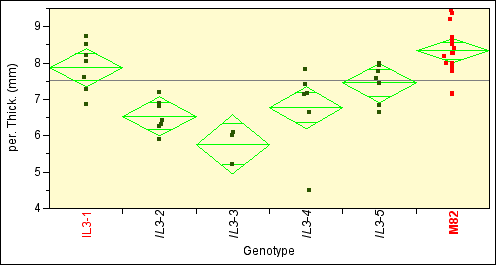 per. Thick. (mm)
9
8
7
6
5
4
IL3-1
IL3-2
IL3-3
IL3-4
IL3-5
M82
Genotype